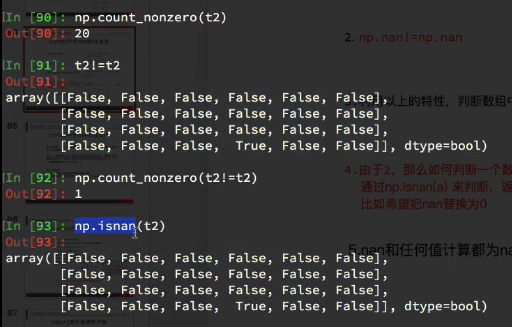 In [90]: np.count_nonzero(t2)
Out[90]: 20
In [91]: t2!=t2
Out[91]:
array([[False, False, False, False, False, False],
[False, False, False, False, False, False],
[False, False, False, False, False, False],
[False, False, False,  True, False, False]], dtype=bool)
In [92]: np.count_nonzero(t2!=t2)
Out[92]: 1
In [93]: np.isnan(t2)
Out[93]:
array([[False, False, False, False, False, False],
[False, False, False, False, False, False],
[False, False, False, False, False, False],
[False, False, False,  True, False, False]], dtype=bool)
2. np.nan!=np.nan
以上的特性，判断数组中
4. 由于2，那么如何判断一个数
通过np.isnan(a) 来判断，返
比如希望把nan替换为0
5.nan和任何值计算都为na
86
87